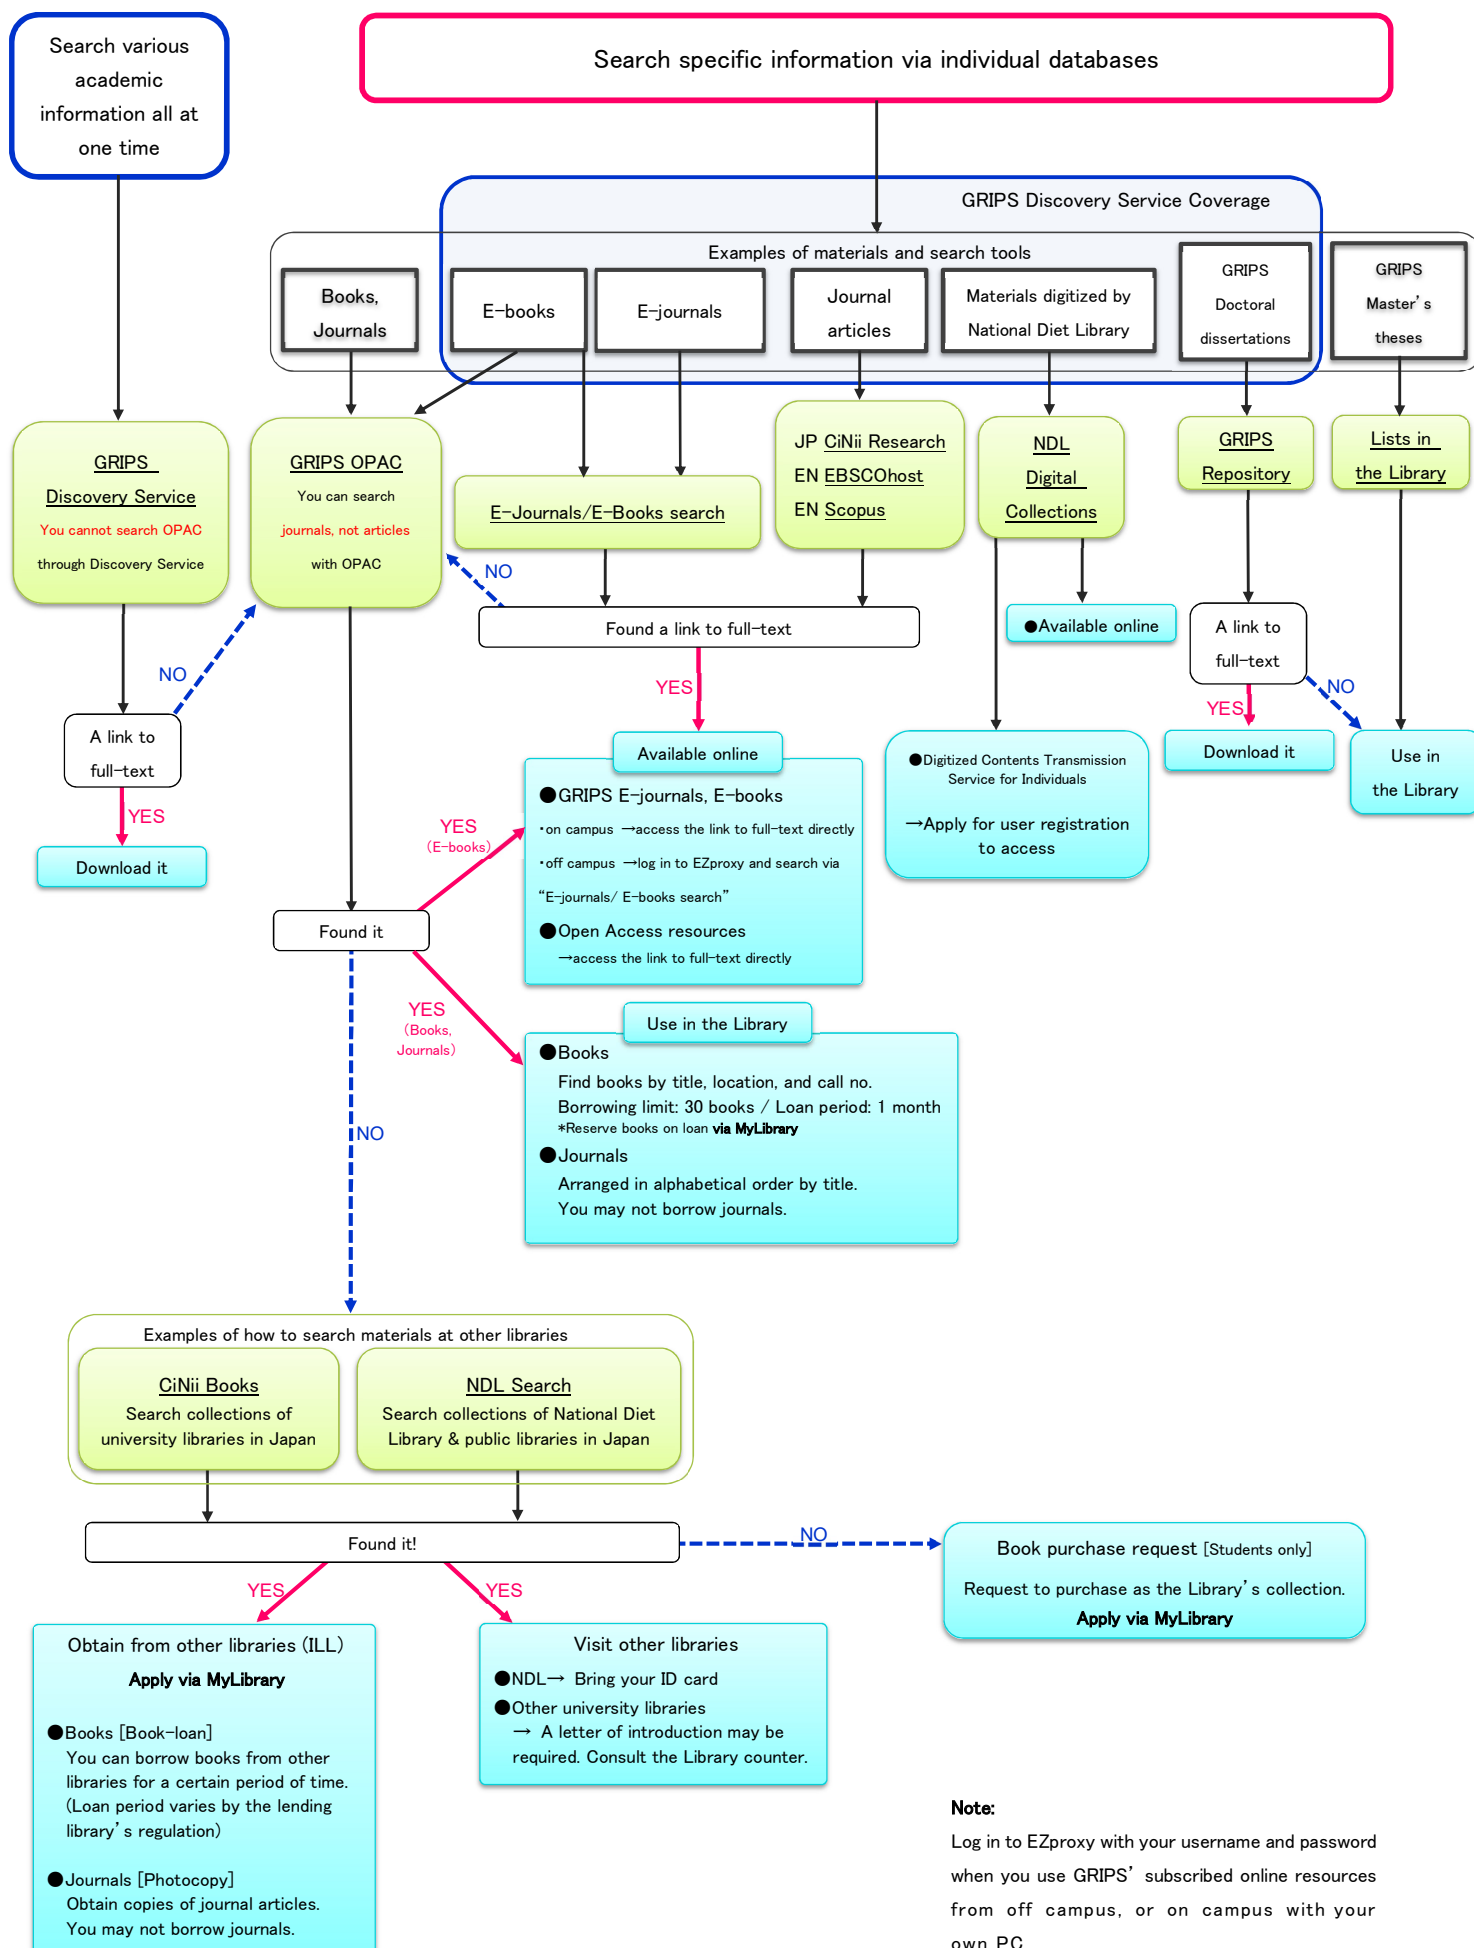 Search various
academic
information all at
one time
Search specific information via individual databases
GRIPS Discovery Service Coverage
Examples of materials and search tools
Books,
Journals
E-books
E-journals
Journal
articles
Materials digitized by
National Diet Library
GRIPS
Doctoral
dissertations
GRIPS
Master's
theses
GRIPS
Discovery Service
You cannot search OPAC
through Discovery Service
GRIPS OPAC
You can search
journals, not articles
with OPAC
E-Journals/E-Books search
JP CiNii Research
EN EBSCOhost
EN Scopus
NDL
Digital
Collections
GRIPS
Repository
Lists in
the Library
NO
Found a link to full-text
●Available online
A link to
full-text
NO
YES
NO
YES
A link to
full-text
YES
Download it
Available online
●GRIPS E-journals, E-books
・on campus →access the link to full-text directly
・off campus →log in to EZproxy and search via
“E-journals/ E-books search”
●Open Access resources
→access the link to full-text directly
●Digitized Contents Transmission
Service for Individuals
→Apply for user registration
to access
Download it
Use in
the Library
YES
(E-books)
Found it
YES
(Books,
Journals)
NO
Use in the Library
●Books
Find books by title, location, and call no.
Borrowing limit: 30 books / Loan period: 1 month
*Reserve books on loan via MyLibrary
●Journals
Arranged in alphabetical order by title.
You may not borrow journals.
Examples of how to search materials at other libraries
CiNii Books
Search collections of
university libraries in Japan
NDL Search
Search collections of National Diet
Library & public libraries in Japan
Found it!
NO
YES
YES
Book purchase request [Students only]
Request to purchase as the Library's collection.
Apply via MyLibrary
Obtain from other libraries (ILL)
Apply via MyLibrary
●Books [Book-loan]
You can borrow books from other
libraries for a certain period of time.
(Loan period varies by the lending
library's regulation)
●Journals [Photocopy]
Obtain copies of journal articles.
You may not borrow journals.
Visit other libraries
●NDL→ Bring your ID card
●Other university libraries
→ A letter of introduction may be
required. Consult the Library counter.
Note:
Log in to EZproxy with your username and password
when you use GRIPS' subscribed online resources
from off campus, or on campus with your
own PC